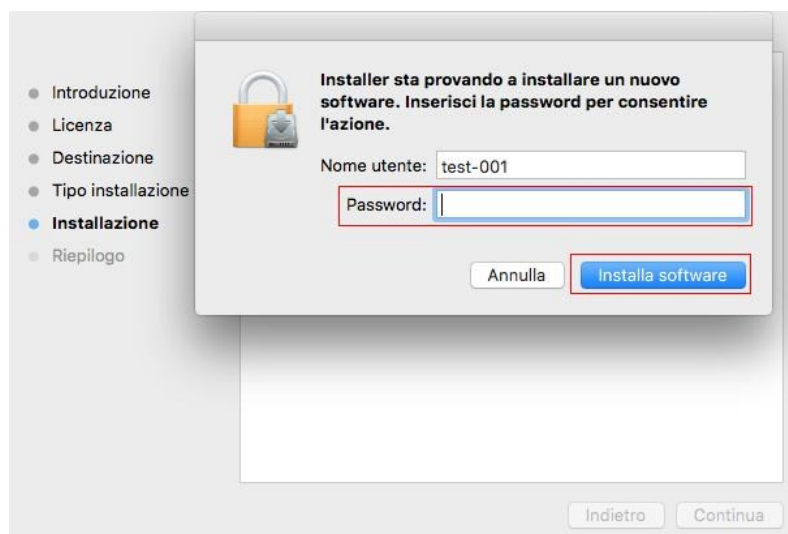 Introduzione
Licenza
Destinazione
Tipo installazione
Installazione
Riepilogo
Installer sta provando a installare un nuovo
software. Inserisci la password per consentire
l'azione.
Nome utente: test-001
Password:
Annulla Installa software
Indietro Continua